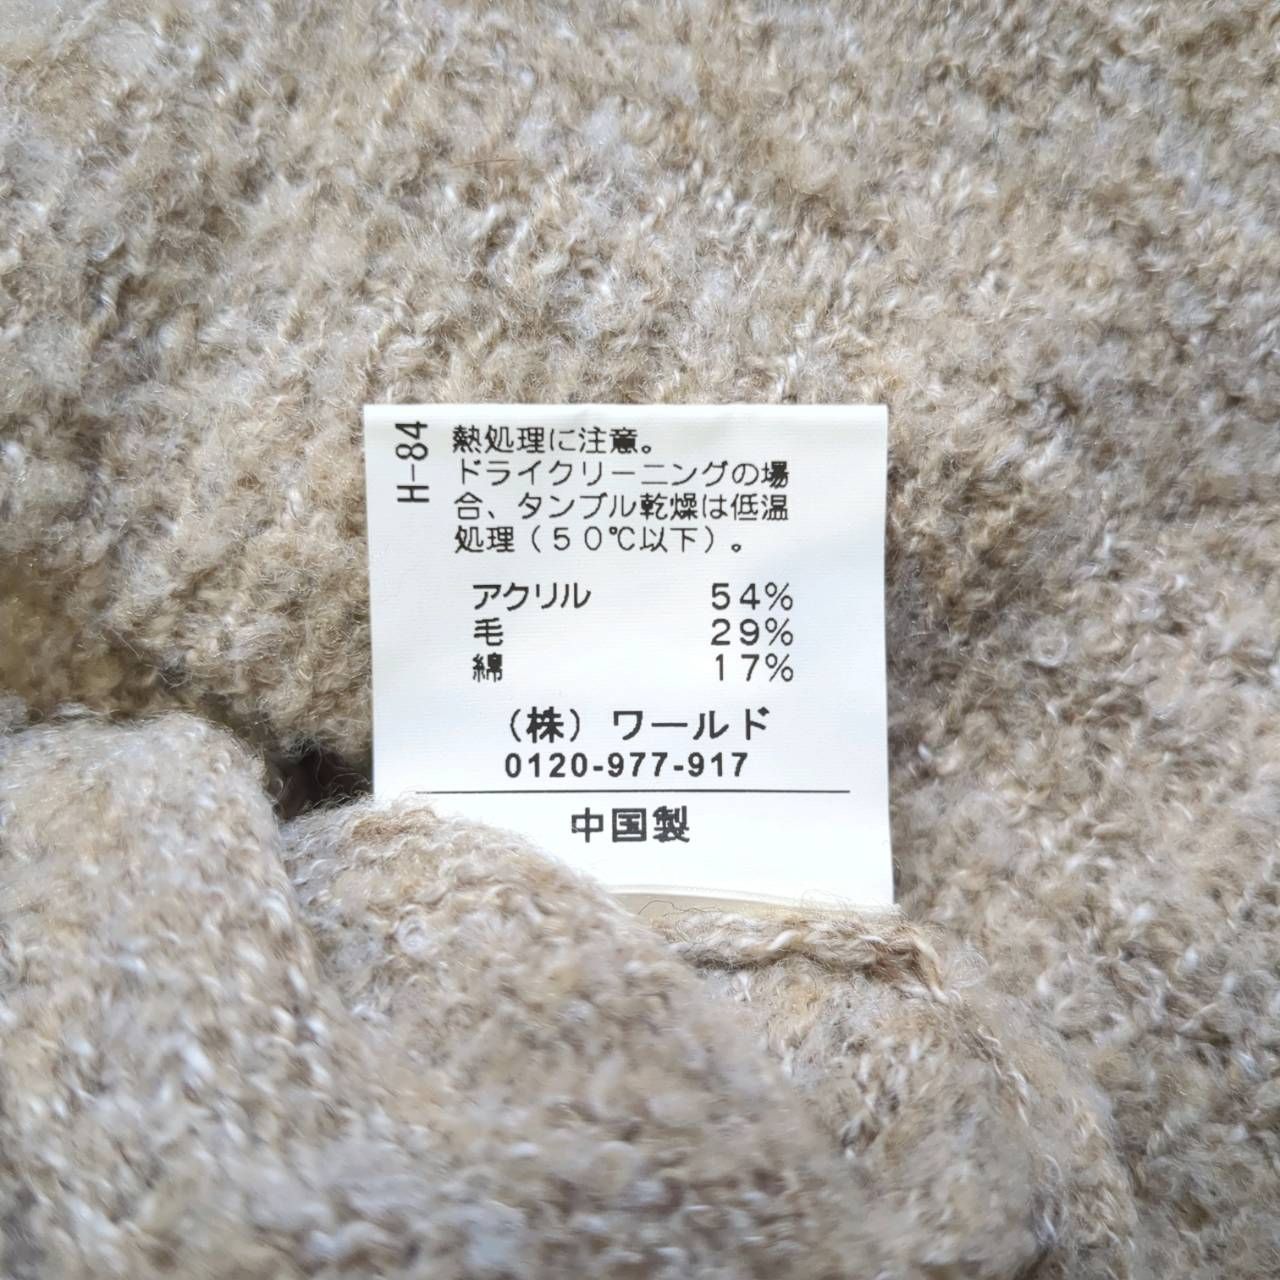 H-84
熱処理に注意。
ドライクリーニングの場
合、タンブル乾燥は低温
処理(50℃以下)。
アクリル 54%
毛 29%
綿 17%
(株)ワールド
0120-977-917
中国製